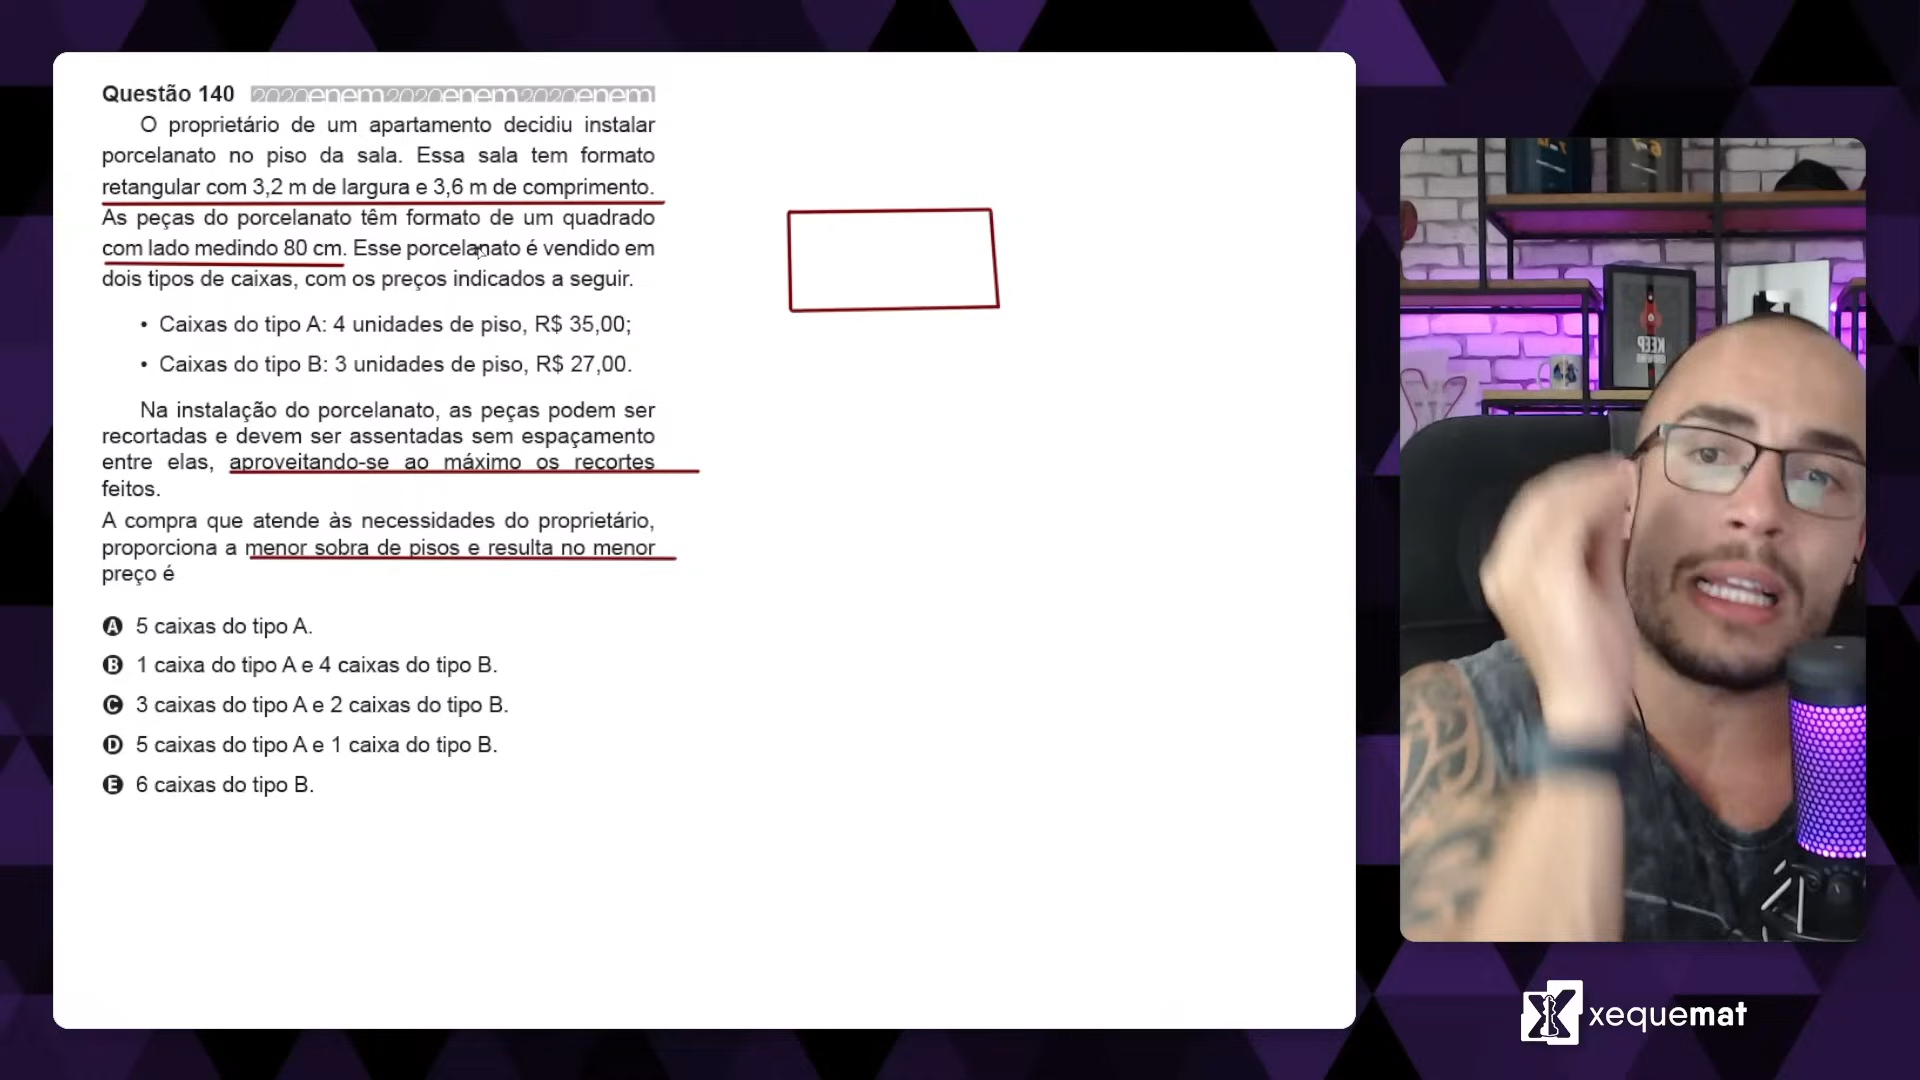 Questão 140 2020enem2020enem2020enem
O proprietário de um apartamento decidiu instalar
porcelanato no piso da sala. Essa sala tem formato
retangular com 3,2 m de largura e 3,6 m de comprimento.
As peças do porcelanato têm formato de um quadrado
com lado medindo 80 cm. Esse porcelanato é vendido em
dois tipos de caixas, com os preços indicados a seguir.
• Caixas do tipo A: 4 unidades de piso, R$ 35,00;
• Caixas do tipo B: 3 unidades de piso, R$ 27,00.
Na instalação do porcelanato, as peças podem ser
recortadas e devem ser assentadas sem espaçamento
entre elas, aproveitando-se ao máximo os recortes
feitos.
A compra que atende às necessidades do proprietário,
proporciona a menor sobra de pisos e resulta no menor
preço é
A 5 caixas do tipo A.
B 1 caixa do tipo A e 4 caixas do tipo B.
C 3 caixas do tipo A e 2 caixas do tipo B.
D 5 caixas do tipo A e 1 caixa do tipo B.
E 6 caixas do tipo B.
KEEP
xequemat